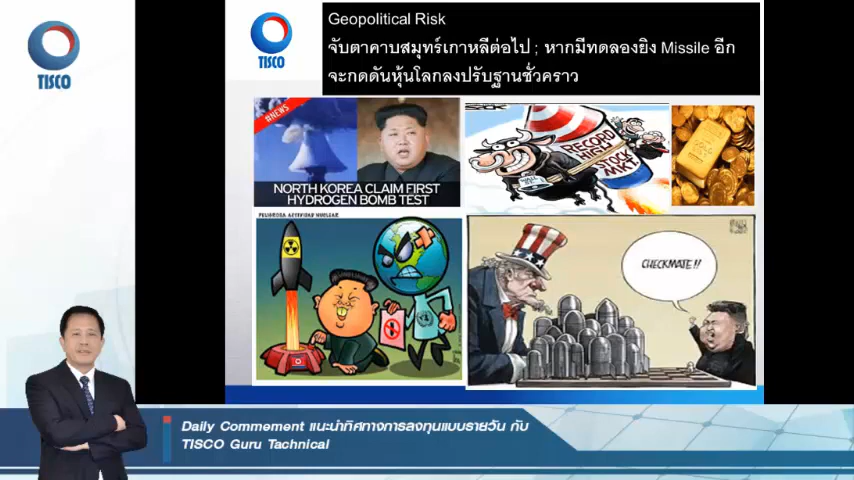 TISCO
TISCO
Geopolitical Risk
จับตาคาบสมุทร์เกาหลีต่อไป ; หากมีทดลองยิง Missile อีก
จะกดดันหุ้นโลกลงปรับฐานชั่วคราว
#NEWS
NORTH KOREA CLAIM FIRST
HYDROGEN BOMB TEST
RECORD
HIGH
STOCK
MKT.
PELIGROSA ACTIVIDAD NUCLEAR
CHECKMATE!!
Daily Commement แนะนำทิศทางการลงทุนแบบรายวัน กับ
TISCO Guru Tachnical